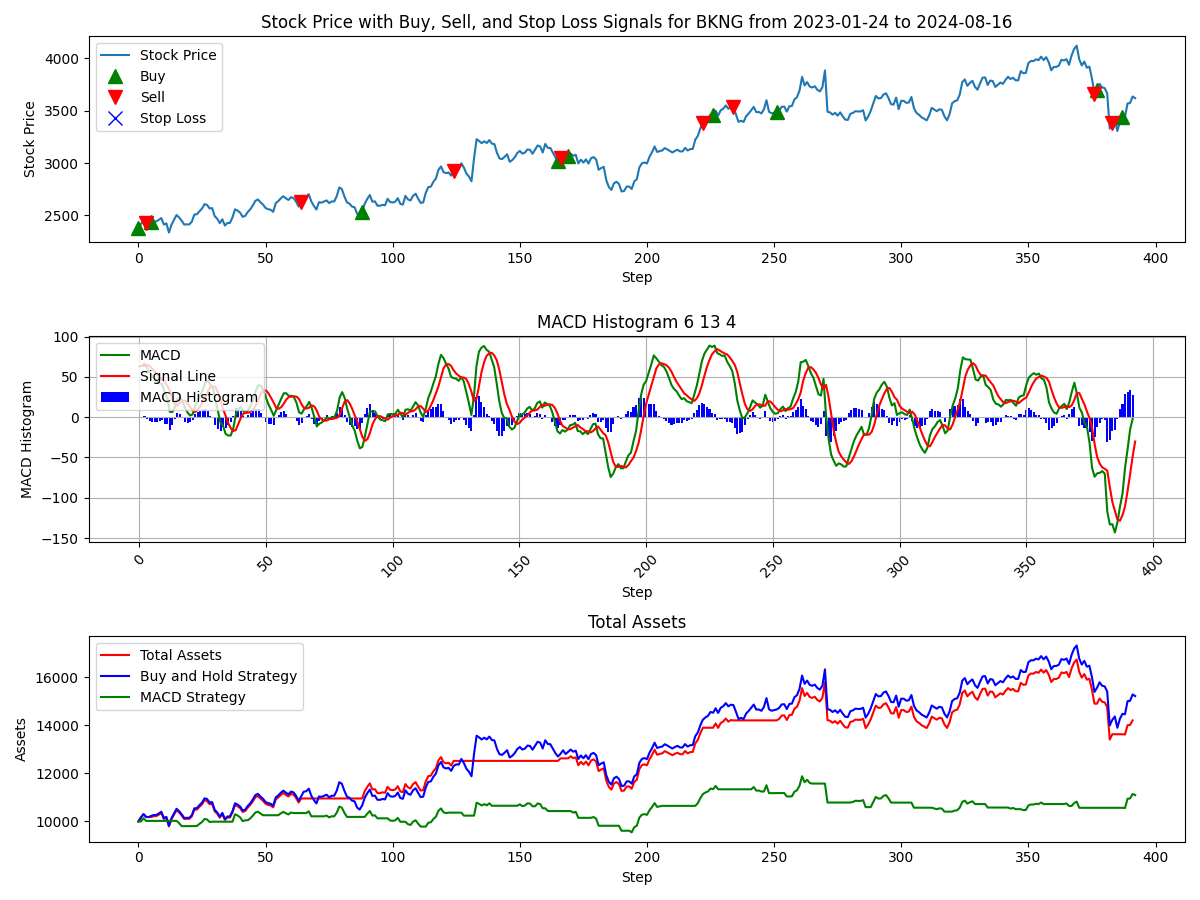 Stock Price with Buy, Sell, and Stop Loss Signals for BKNG from 2023-01-24 to 2024-08-16
Stock Price
Buy
Sell
Stop Loss
4000
3500
3000
2500
Stock Price
0 50 100 150 200 250 300 350 400
Step
MACD Histogram 6 13 4
MACD
Signal Line
MACD Histogram
100
50
0
−50
−100
−150
MACD Histogram
0 50 100 150 200 250 300 350 400
Step
Total Assets
Total Assets
Buy and Hold Strategy
MACD Strategy
16000
14000
12000
10000
Assets
0 50 100 150 200 250 300 350 400
Step